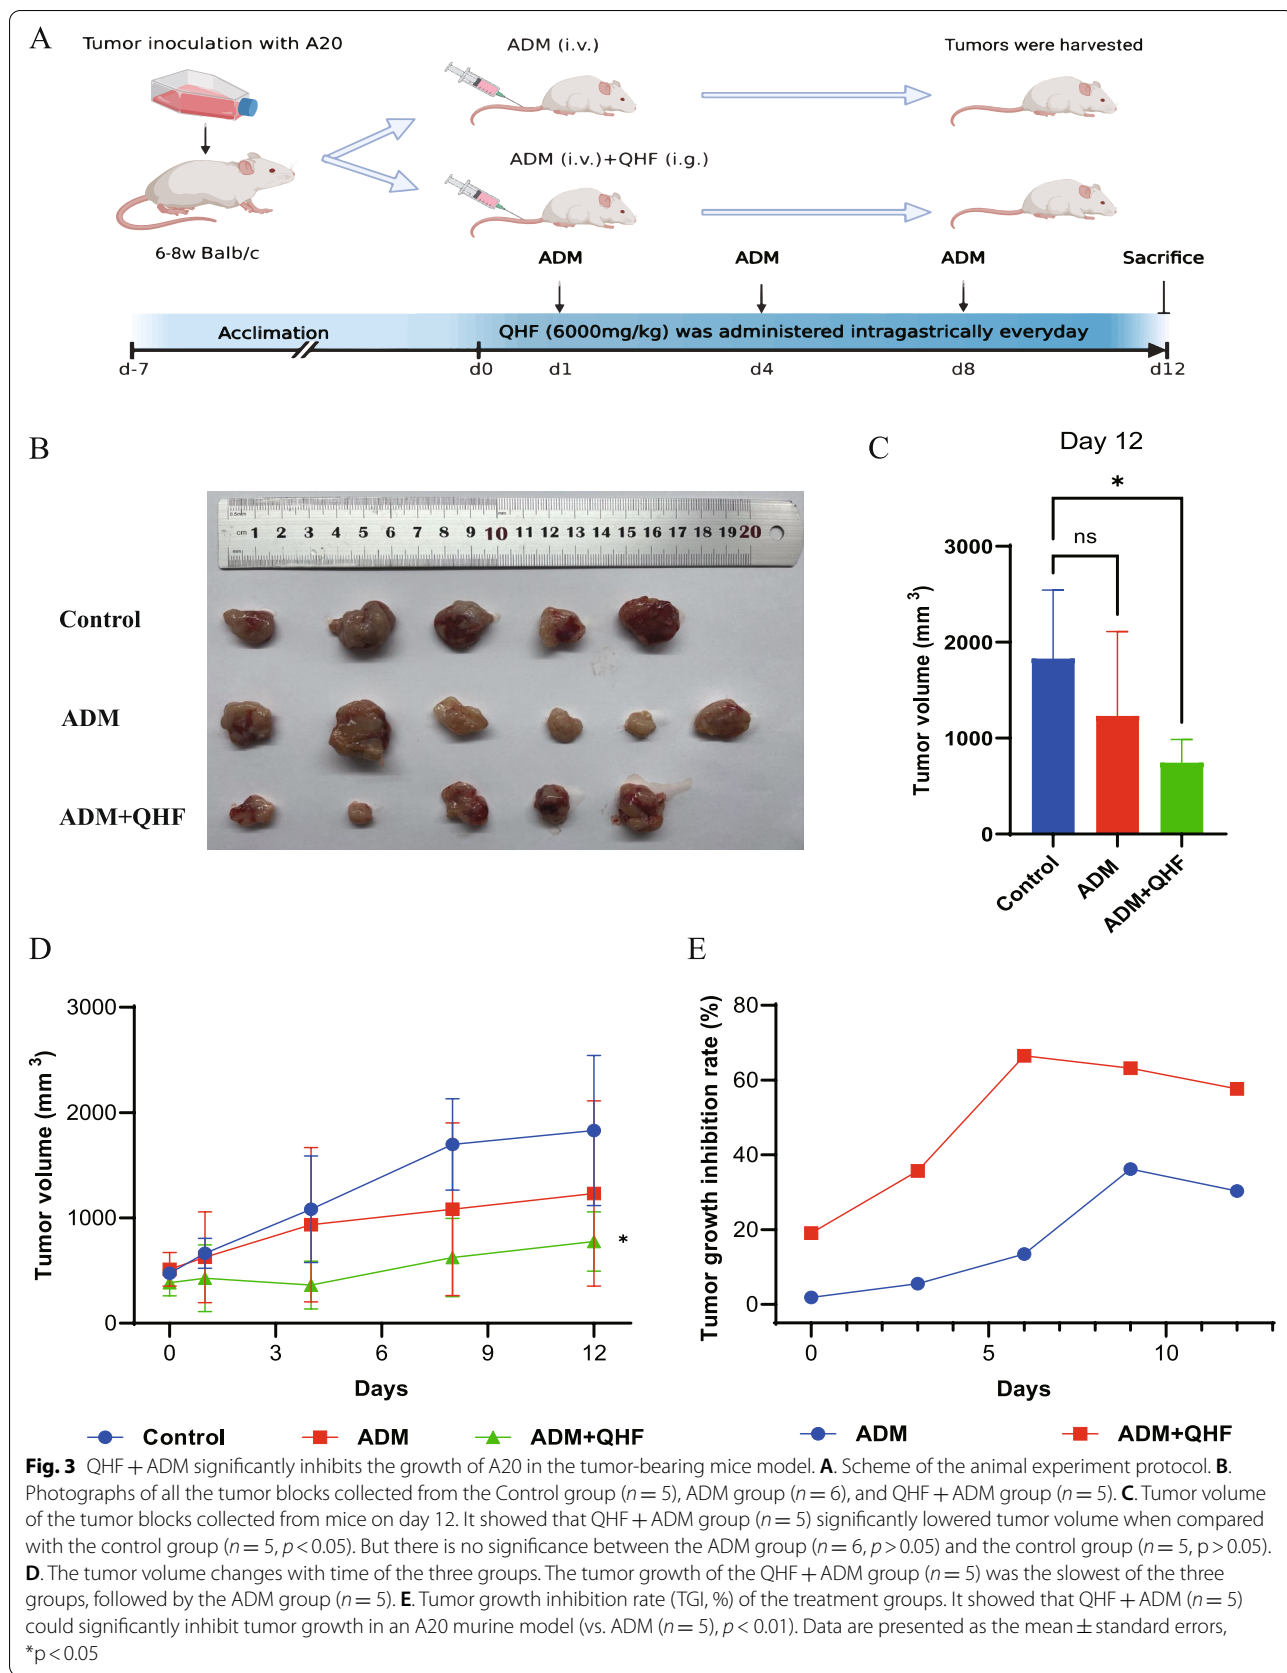 A
Tumor inoculation with A20
ADM (i.v.)
Tumors were harvested
ADM (i.v.)+QHF (i.g.)
6-8w Balb/c
ADM
ADM
ADM
Sacrifice
Acclimation
QHF (6000mg/kg) was administered intragastrically everyday
d-7
d0
d1
d4
d8
d12
B
0.5mm
mm
cm 1 2 3 4 5 6 7 8 9 10 11 12 13 14 15 16 17 18 19 20
mm
Control
ADM
ADM+QHF
C
Day 12
*
ns
Tumor volume (mm 3)
3000
2000
1000
0
Control
ADM
ADM+QHF
D
Tumor volume (mm 3)
3000
2000
1000
0
*
0 3 6 9 12
Days
Control
ADM
ADM+QHF
E
Tumor growth inhibition rate (%)
80
60
40
20
0
0 5 10
Days
ADM
ADM+QHF
Fig. 3 QHF + ADM significantly inhibits the growth of A20 in the tumor-bearing mice model. A. Scheme of the animal experiment protocol. B.
Photographs of all the tumor blocks collected from the Control group (n = 5), ADM group (n = 6), and QHF + ADM group (n = 5). C. Tumor volume
of the tumor blocks collected from mice on day 12. It showed that QHF + ADM group (n = 5) significantly lowered tumor volume when compared
with the control group (n = 5, p < 0.05). But there is no significance between the ADM group (n = 6, p > 0.05) and the control group (n = 5, p > 0.05).
D. The tumor volume changes with time of the three groups. The tumor growth of the QHF + ADM group (n = 5) was the slowest of the three
groups, followed by the ADM group (n = 5). E. Tumor growth inhibition rate (TGI, %) of the treatment groups. It showed that QHF + ADM (n = 5)
could significantly inhibit tumor growth in an A20 murine model (vs. ADM (n = 5), p < 0.01). Data are presented as the mean ± standard errors,
*p < 0.05